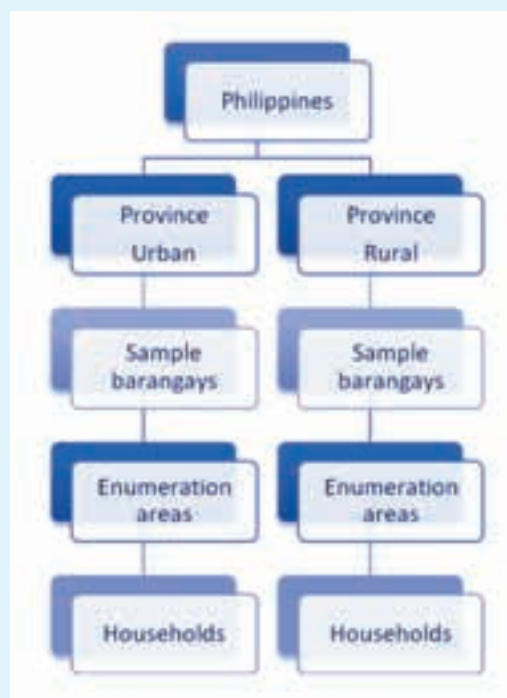 Philippines
Province
Urban
Province
Rural
Sample
barangays
Sample
barangays
Enumeration
areas
Enumeration
areas
Households
Households